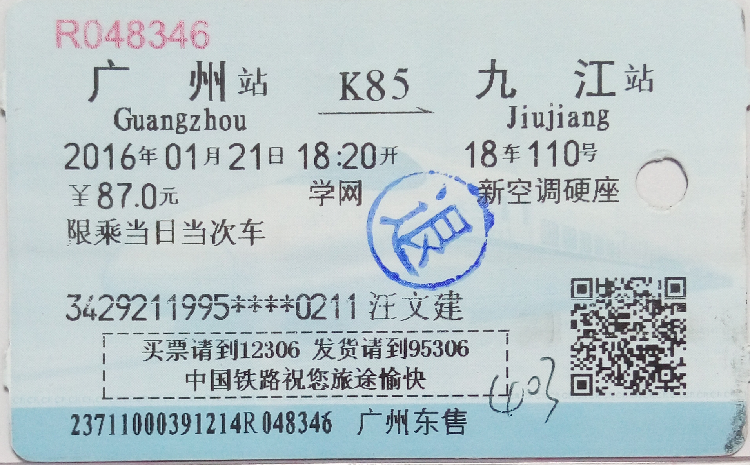 R048346
广州站 K85 九江站
Guangzhou Jiujiang
2016年01月21日 18:20开 18车110号
￥87.0元 学网 新空调硬座
限乘当日当次车
退
3429211995****0211 汪文建
买票请到12306 发货请到95306
中国铁路祝您旅途愉快
23711000391214R048346 广州东售